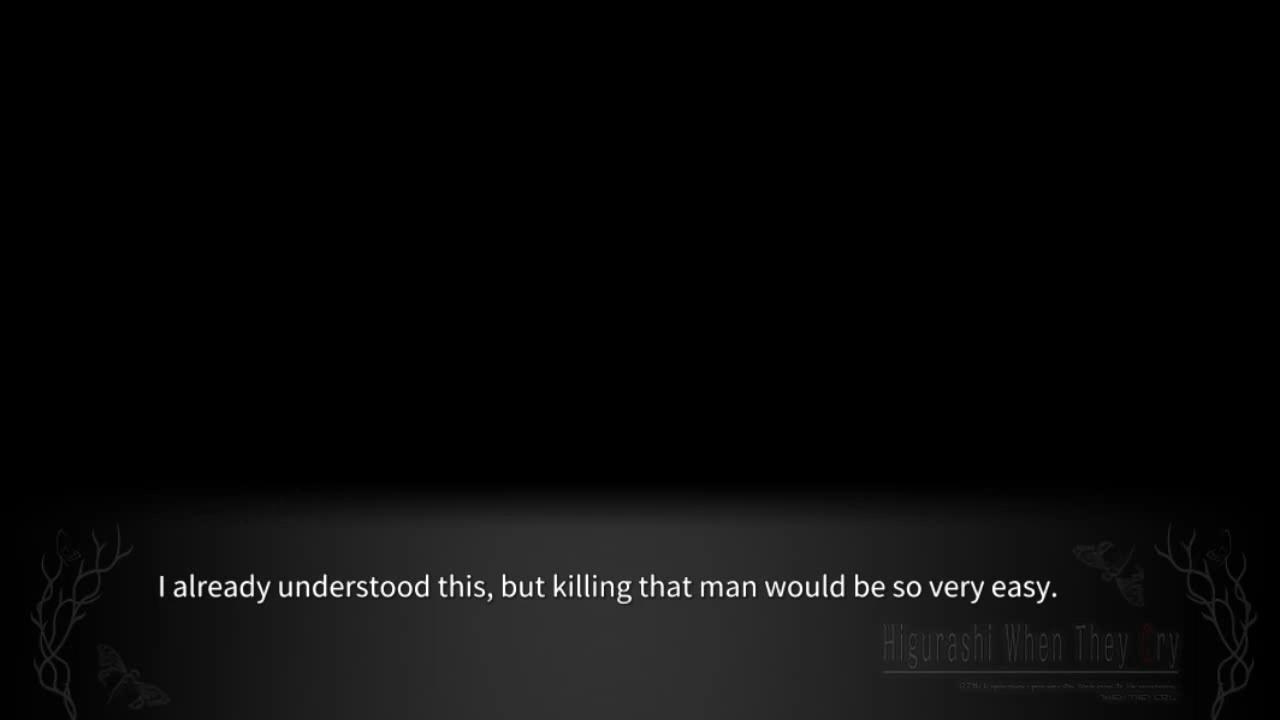 I already understood this, but killing that man would be so very easy.
Higurashi When They Cry